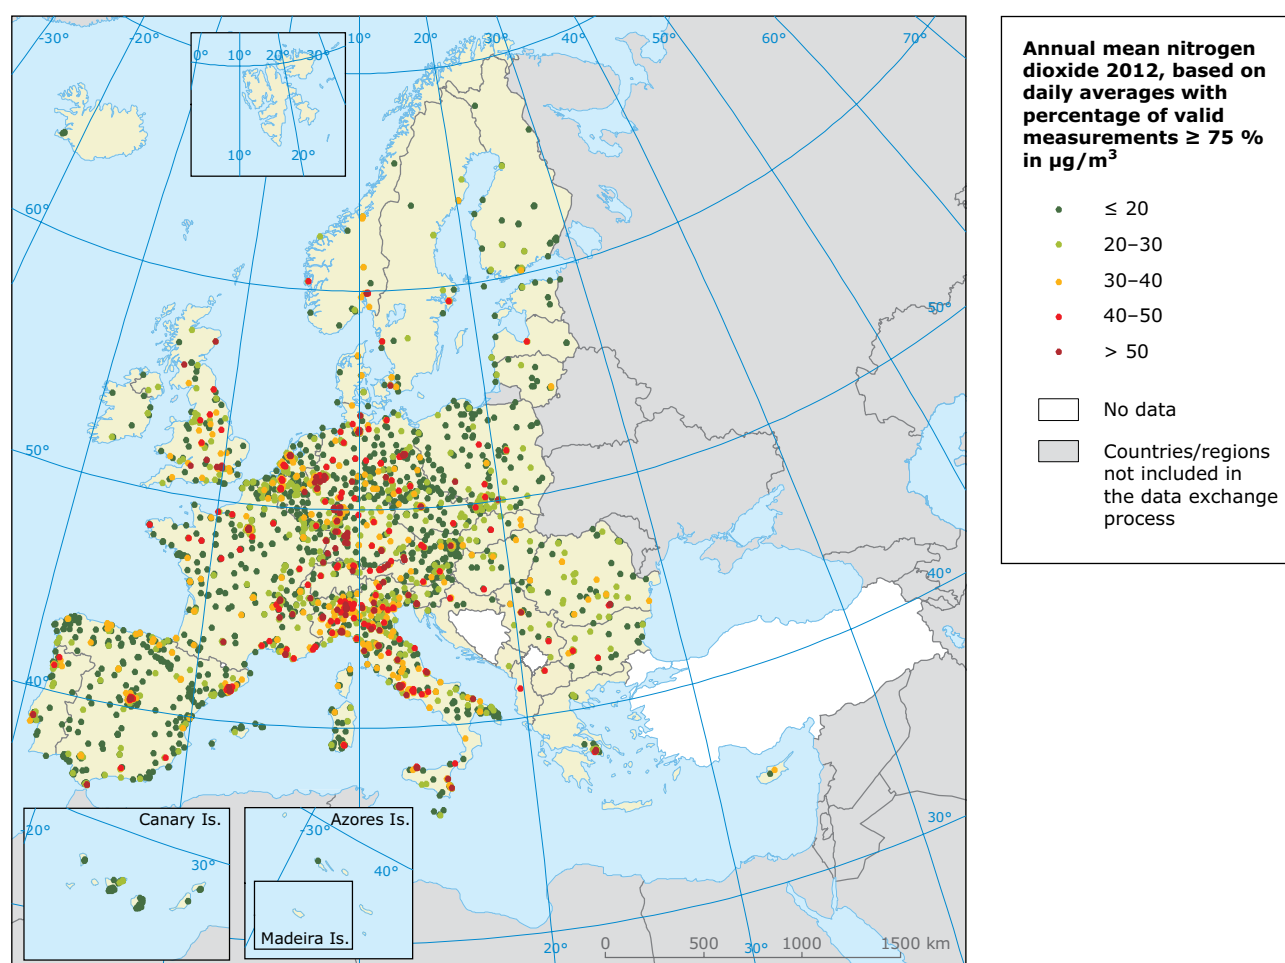 -30°
-20°
10°
20°
30°
40°
50°
60°
70°
0°
10°
20°
30°
10°
20°
60°
50°
50°
40°
40°
30°
20°
30°
Canary Is.
-20°
30°
Azores Is.
-30°
40°
Madeira Is.
0
500
1000
1500 km
Annual mean nitrogen
dioxide 2012, based on
daily averages with
percentage of valid
measurements ≥ 75 %
in µg/m³
≤ 20
20–30
30–40
40–50
> 50
No data
Countries/regions
not included in
the data exchange
process